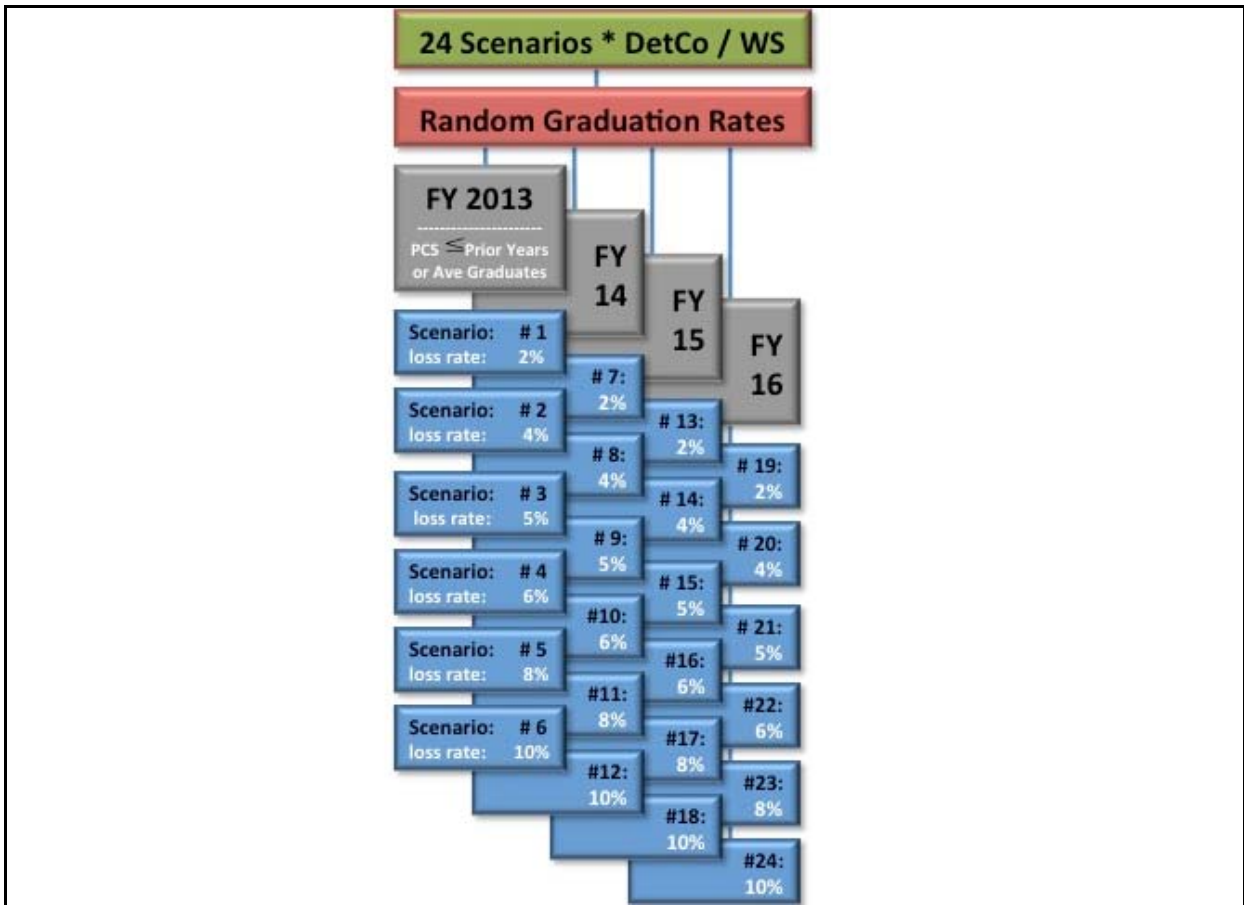 24 Scenarios * DetCo / WS
Random Graduation Rates
FY 2013
-----------------------
PCS ≤ Prior Years
or Ave Graduates
Scenario: # 1
loss rate: 2%
Scenario: # 2
loss rate: 4%
Scenario: # 3
loss rate: 5%
Scenario: # 4
loss rate: 6%
Scenario: # 5
loss rate: 8%
Scenario: # 6
loss rate: 10%
FY
14
# 7:
2%
# 8:
4%
# 9:
5%
#10:
6%
#11:
8%
#12:
10%
FY
15
# 13:
2%
# 14:
4%
# 15:
5%
#16:
6%
#17:
8%
#18:
10%
FY
16
# 19:
2%
# 20:
4%
# 21:
5%
#22:
6%
#23:
8%
#24:
10%